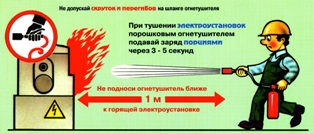 Не допускай скруток и перегибов на шланге огнетушителя
При тушении электроустановок
порошковым огнетушителем
подавай заряд порциями
через 3 - 5 секунд
Не подноси огнетушитель ближе
1 м
к горящей электроустановке